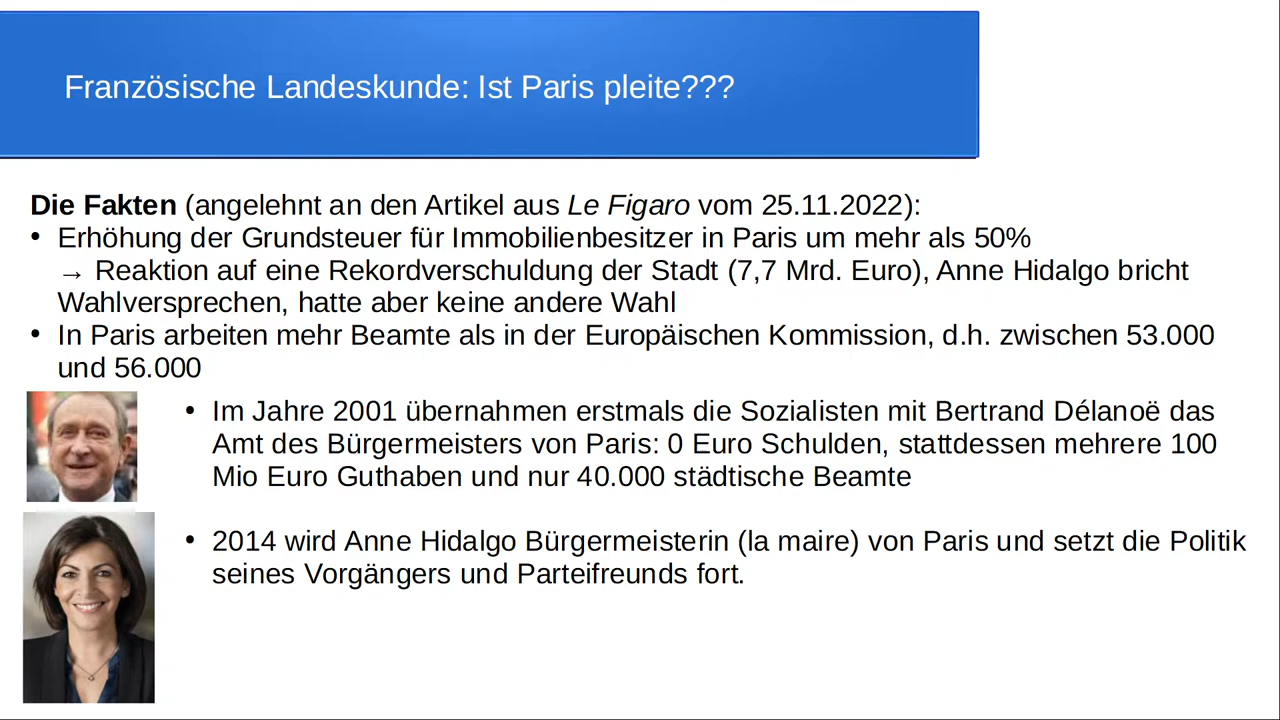 Französische Landeskunde: Ist Paris pleite???
Die Fakten (angelehnt an den Artikel aus Le Figaro vom 25.11.2022):
• Erhöhung der Grundsteuer für Immobilienbesitzer in Paris um mehr als 50%
→ Reaktion auf eine Rekordverschuldung der Stadt (7,7 Mrd. Euro), Anne Hidalgo bricht
Wahlversprechen, hatte aber keine andere Wahl
• In Paris arbeiten mehr Beamte als in der Europäischen Kommission, d.h. zwischen 53.000
und 56.000
• Im Jahre 2001 übernahmen erstmals die Sozialisten mit Bertrand Délanoë das
Amt des Bürgermeisters von Paris: 0 Euro Schulden, stattdessen mehrere 100
Mio Euro Guthaben und nur 40.000 städtische Beamte
• 2014 wird Anne Hidalgo Bürgermeisterin (la maire) von Paris und setzt die Politik
seines Vorgängers und Parteifreunds fort.